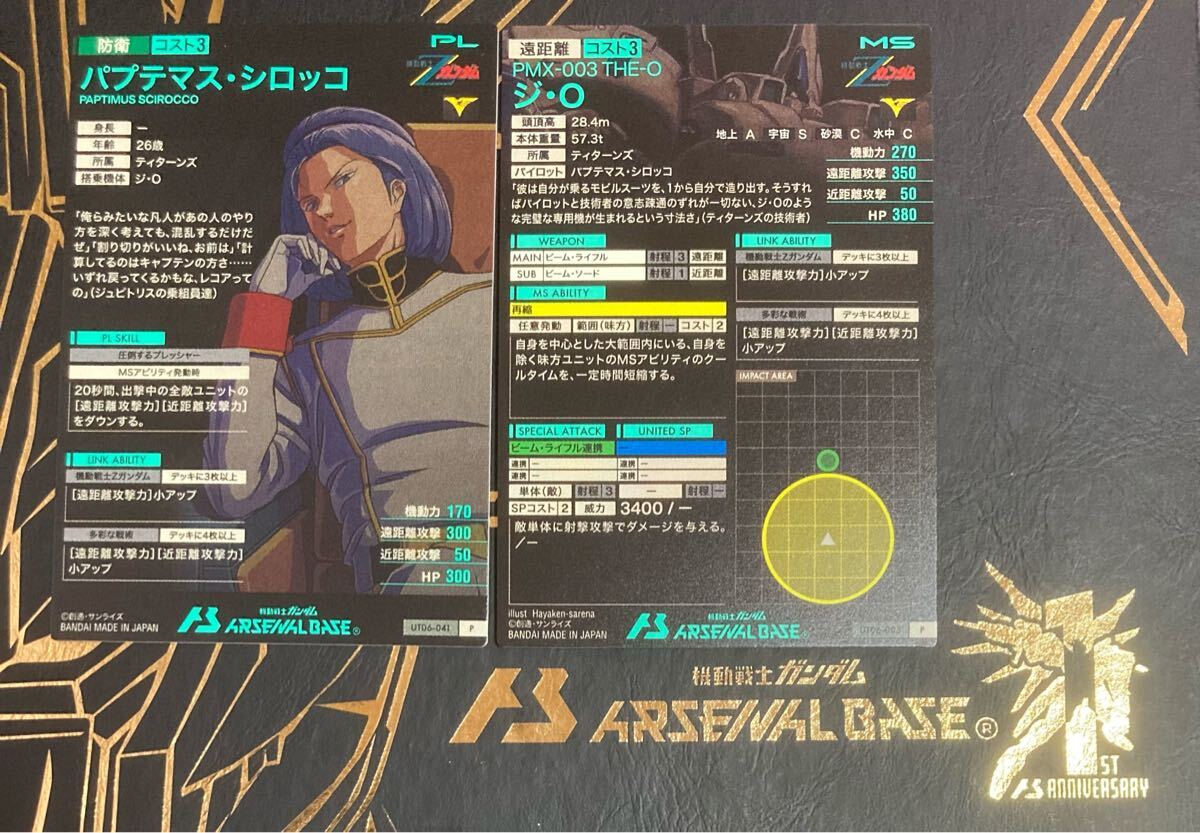 防衛 コスト3 PL
パプテマス・シロッコ
PAPTIMUS SCIROCCO
機動戦士
Zガンダム
身長 ー
年齢 26歳
所属 ティターンズ
搭乗機体 ジ・O
「俺らみたいな凡人があの人のやり
方を深く考えても、混乱するだけだ
ぜ」「割り切りがいいね、お前は」「計
算してるのはキャプテンの方さ……
いずれ戻ってくるかもな、レコアって
の」(ジュピトリスの乗組員達)
PL SKILL
圧倒するプレッシャー
MSアビリティ発動時
20秒間、出撃中の全敵ユニットの
[遠距離攻撃力][近距離攻撃力]
をダウンする。
LINK ABILITY
機動戦士Zガンダム デッキに3枚以上
[遠距離攻撃力]小アップ
多彩な戦術 デッキに4枚以上
[遠距離攻撃力][近距離攻撃力]
小アップ
機動力 170
遠距離攻撃 300
近距離攻撃 50
HP 300
©創通・サンライズ
BANDAI MADE IN JAPAN
機動戦士ガンダム
ARSENAL BASE®
UT06-041 P
遠距離 コスト3 MS
PMX-003 THE-O
ジ・O
機動戦士
Zガンダム
頭頂高 28.4m
本体重量 57.3t
所属 ティターンズ
パイロット パプテマス・シロッコ
地上 A 宇宙 S 砂漠 C 水中 C
機動力 270
遠距離攻撃 350
近距離攻撃 50
HP 380
「彼は自分が乗るモビルスーツを、1から自分で造り出す。そうすれ
ばパイロットと技術者の意志疎通のずれが一切ない、ジ・Oのよう
な完璧な専用機が生まれるという寸法さ」(ティターンズの技術者)
WEAPON
MAIN ビーム・ライフル 射程 3 遠距離
SUB ビーム・ソード 射程 1 近距離
MS ABILITY
再縮
任意発動 範囲(味方) 射程 ー コスト 2
自身を中心とした大範囲内にいる、自身を
除く味方ユニットのMSアビリティのクー
ルタイムを、一定時間短縮する。
SPECIAL ATTACK UNITED SP
ビーム・ライフル連携 ー
連携 ー 連携 ー
連携 ー 連携 ー
単体(敵) 射程 3 ー 射程 ー
SPコスト 2 威力 3400 / ー
敵単体に射撃攻撃でダメージを与える。
/ー
LINK ABILITY
機動戦士Zガンダム デッキに3枚以上
[遠距離攻撃力]小アップ
多彩な戦術 デッキに4枚以上
[遠距離攻撃力][近距離攻撃力]
小アップ
IMPACT AREA
illust Hayaken-sarena
©創通・サンライズ
BANDAI MADE IN JAPAN
機動戦士ガンダム
ARSENAL BASE®
UT06-003 P
機動戦士ガンダム
AB ARSENAL BASE®
1ST
AB ANNIVERSARY